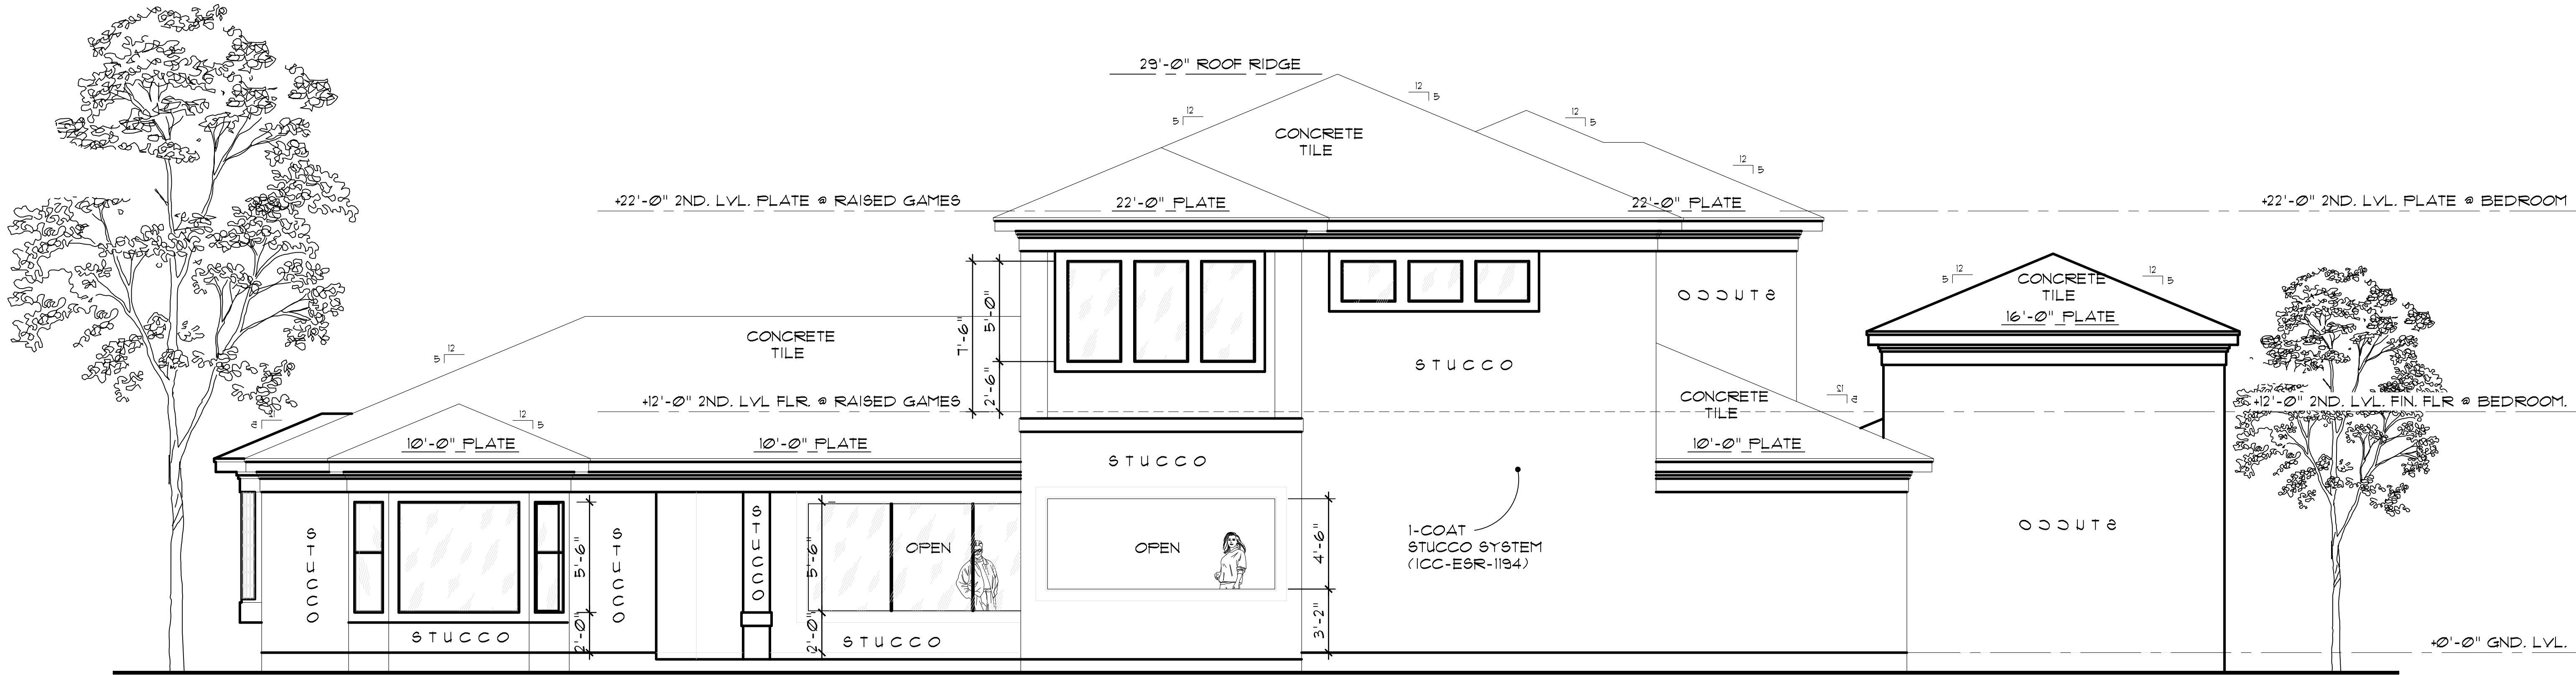 29'-0" ROOF RIDGE
12
5
12
5
12
5
12
5
CONCRETE
TILE
+22'-0" 2ND. LVL. PLATE @ RAISED GAMES
22'-0" PLATE
22'-0" PLATE
+22'-0" 2ND. LVL. PLATE @ BEDROOM
12
5
12
5
CONCRETE
TILE
16'-0" PLATE
STUCCO
7'-6"
5'-0"
2'-6"
CONCRETE
TILE
12
5
STUCCO
CONCRETE
TILE
12
5
+12'-0" 2ND. LVL FLR. @ RAISED GAMES
+12'-0" 2ND. LVL. FIN. FLR @ BEDROOM.
12
5
12
5
10'-0" PLATE
10'-0" PLATE
10'-0" PLATE
STUCCO
STUCCO
STUCCO
STUCCO
STUCCO
5'-6"
2'-0"
5'-6"
2'-0"
OPEN
OPEN
4'-6"
3'-2"
1-COAT
STUCCO SYSTEM
(ICC-ESR-1194)
STUCCO
STUCCO
STUCCO
+0'-0" GND. LVL.